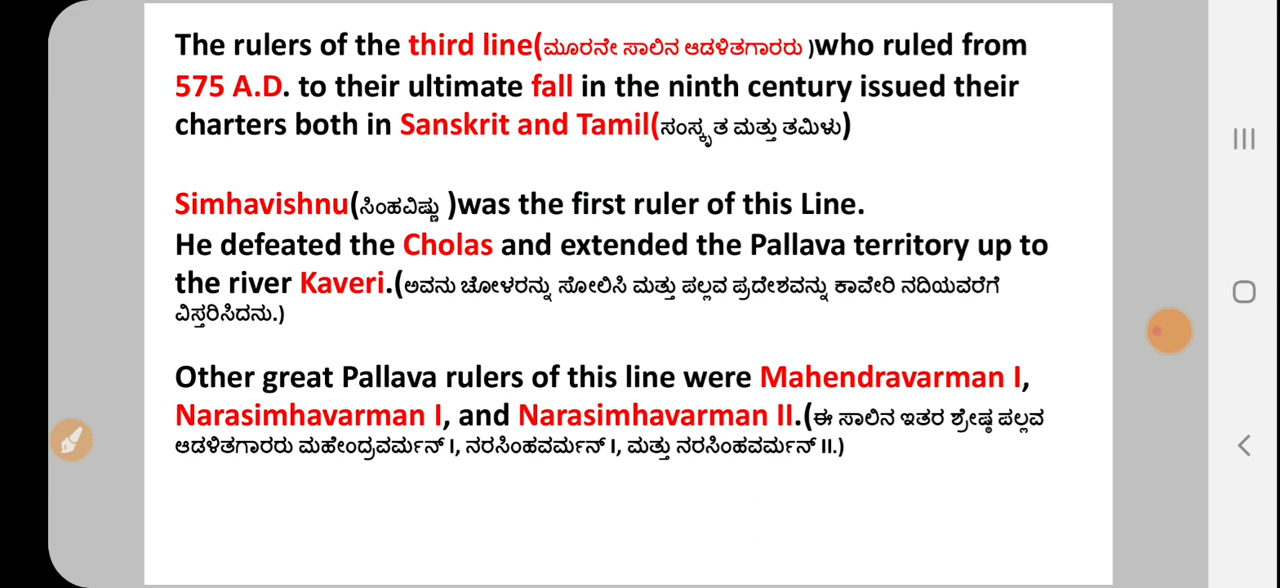 The rulers of the third line(ಮೂರನೇ ಸಾಲಿನ ಆಡಳಿತಗಾರರು )who ruled from
575 A.D. to their ultimate fall in the ninth century issued their
charters both in Sanskrit and Tamil(ಸಂಸ್ಕೃತ ಮತ್ತು ತಮಿಳು)
Simhavishnu(ಸಿಂಹವಿಷ್ಣು )was the first ruler of this Line.
He defeated the Cholas and extended the Pallava territory up to
the river Kaveri.(ಅವನು ಚೋಳರನ್ನು ಸೋಲಿಸಿ ಮತ್ತು ಪಲ್ಲವ ಪ್ರದೇಶವನ್ನು ಕಾವೇರಿ ನದಿಯವರೆಗೆ
ವಿಸ್ತರಿಸಿದನು.)
Other great Pallava rulers of this line were Mahendravarman I,
Narasimhavarman I, and Narasimhavarman II.(ಈ ಸಾಲಿನ ಇತರ ಶ್ರೇಷ್ಠ ಪಲ್ಲವ
ಆಡಳಿತಗಾರರು ಮಹೇಂದ್ರವರ್ಮನ್ I, ನರಸಿಂಹವರ್ಮನ್ I, ಮತ್ತು ನರಸಿಂಹವರ್ಮನ್ II.)